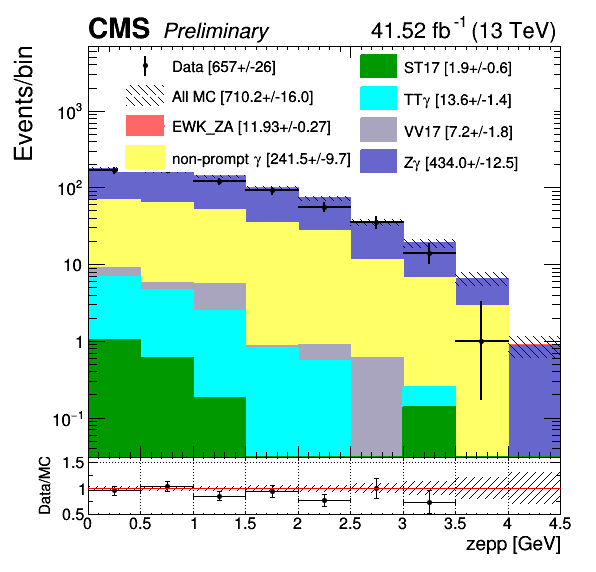 CMS Preliminary 41.52 fb⁻¹ (13 TeV)
Events/bin
Data [657+/-26]
All MC [710.2+/-16.0]
EWK_ZA [11.93+/-0.27]
non-prompt γ [241.5+/-9.7]
ST17 [1.9+/-0.6]
TTγ [13.6+/-1.4]
VV17 [7.2+/-1.8]
Zγ [434.0+/-12.5]
10³
10²
10
1
10⁻¹
Data/MC
1.5
1
0.5
0 0.5 1 1.5 2 2.5 3 3.5 4 4.5
zepp [GeV]